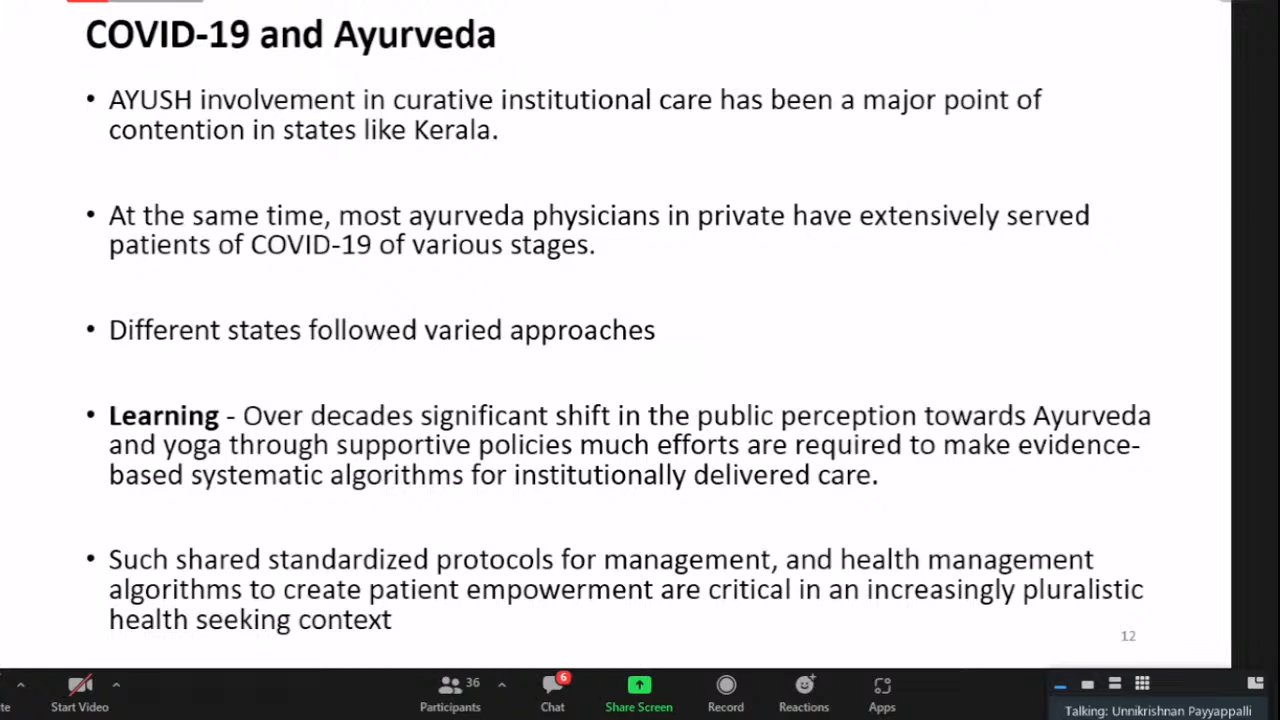 COVID-19 and Ayurveda
• AYUSH involvement in curative institutional care has been a major point of
contention in states like Kerala.
• At the same time, most ayurveda physicians in private have extensively served
patients of COVID-19 of various stages.
• Different states followed varied approaches
• Learning - Over decades significant shift in the public perception towards Ayurveda
and yoga through supportive policies much efforts are required to make evidence-
based systematic algorithms for institutionally delivered care.
• Such shared standardized protocols for management, and health management
algorithms to create patient empowerment are critical in an increasingly pluralistic
health seeking context
12
36
6
te
Start Video
Participants
Chat
Share Screen
Record
Reactions
Apps
Talking: Unnikrishnan Payyappalli